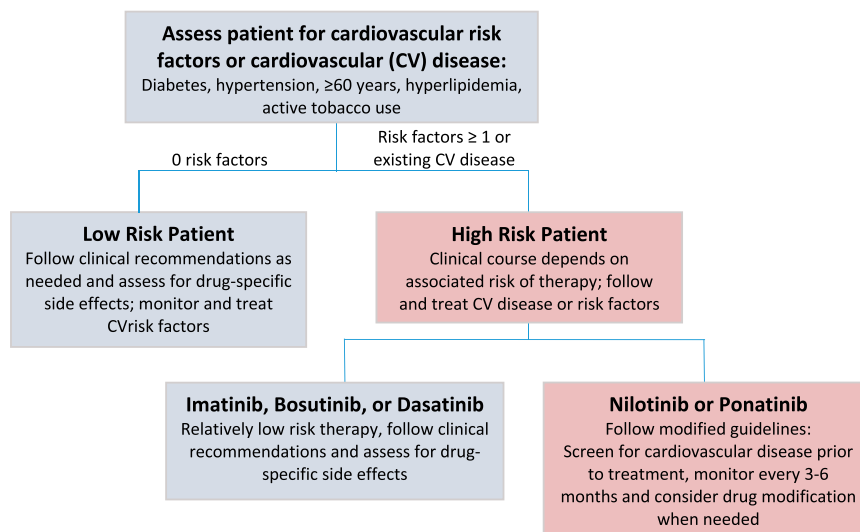 Assess patient for cardiovascular risk
factors or cardiovascular (CV) disease:
Diabetes, hypertension, ≥60 years, hyperlipidemia,
active tobacco use
0 risk factors
Risk factors ≥ 1 or
existing CV disease
Low Risk Patient
Follow clinical recommendations as
needed and assess for drug-specific
side effects; monitor and treat
CVrisk factors
High Risk Patient
Clinical course depends on
associated risk of therapy; follow
and treat CV disease or risk factors
Imatinib, Bosutinib, or Dasatinib
Relatively low risk therapy, follow clinical
recommendations and assess for drug-
specific side effects
Nilotinib or Ponatinib
Follow modified guidelines:
Screen for cardiovascular disease prior
to treatment, monitor every 3-6
months and consider drug modification
when needed